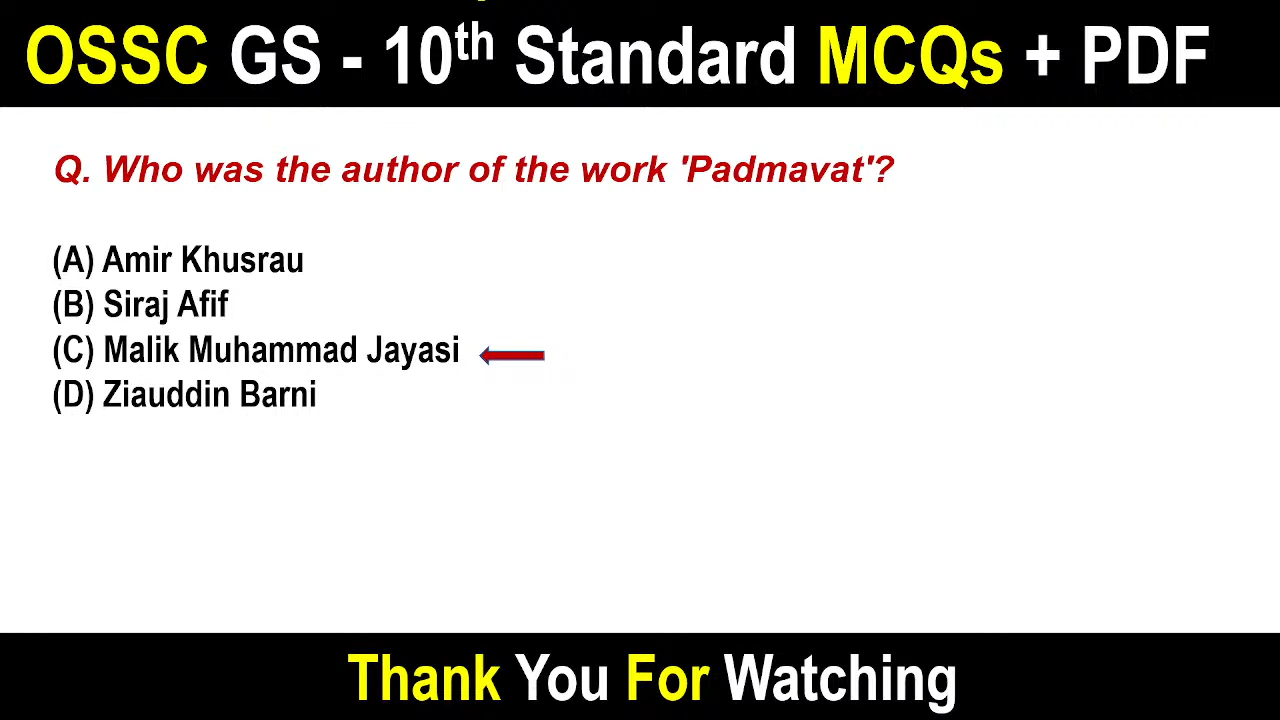 OSSC GS - 10th Standard MCQs + PDF
Q. Who was the author of the work 'Padmavat'?
(A) Amir Khusrau
(B) Siraj Afif
(C) Malik Muhammad Jayasi
(D) Ziauddin Barni
Thank You For Watching